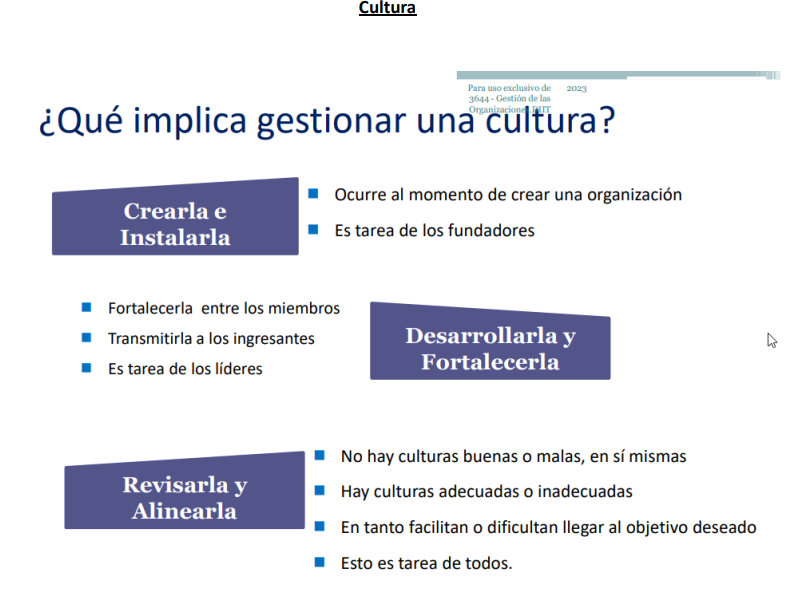 Cultura
Para uso exclusivo de 2023
3644 - Gestión de las
Organizaciones DIIT
¿Qué implica gestionar una cultura?
Crearla e
Instalarla
Ocurre al momento de crear una organización
Es tarea de los fundadores
Fortalecerla entre los miembros
Transmitirla a los ingresantes
Es tarea de los líderes
Desarrollarla y
Fortalecerla
Revisarla y
Alinearla
No hay culturas buenas o malas, en sí mismas
Hay culturas adecuadas o inadecuadas
En tanto facilitan o dificultan llegar al objetivo deseado
Esto es tarea de todos.